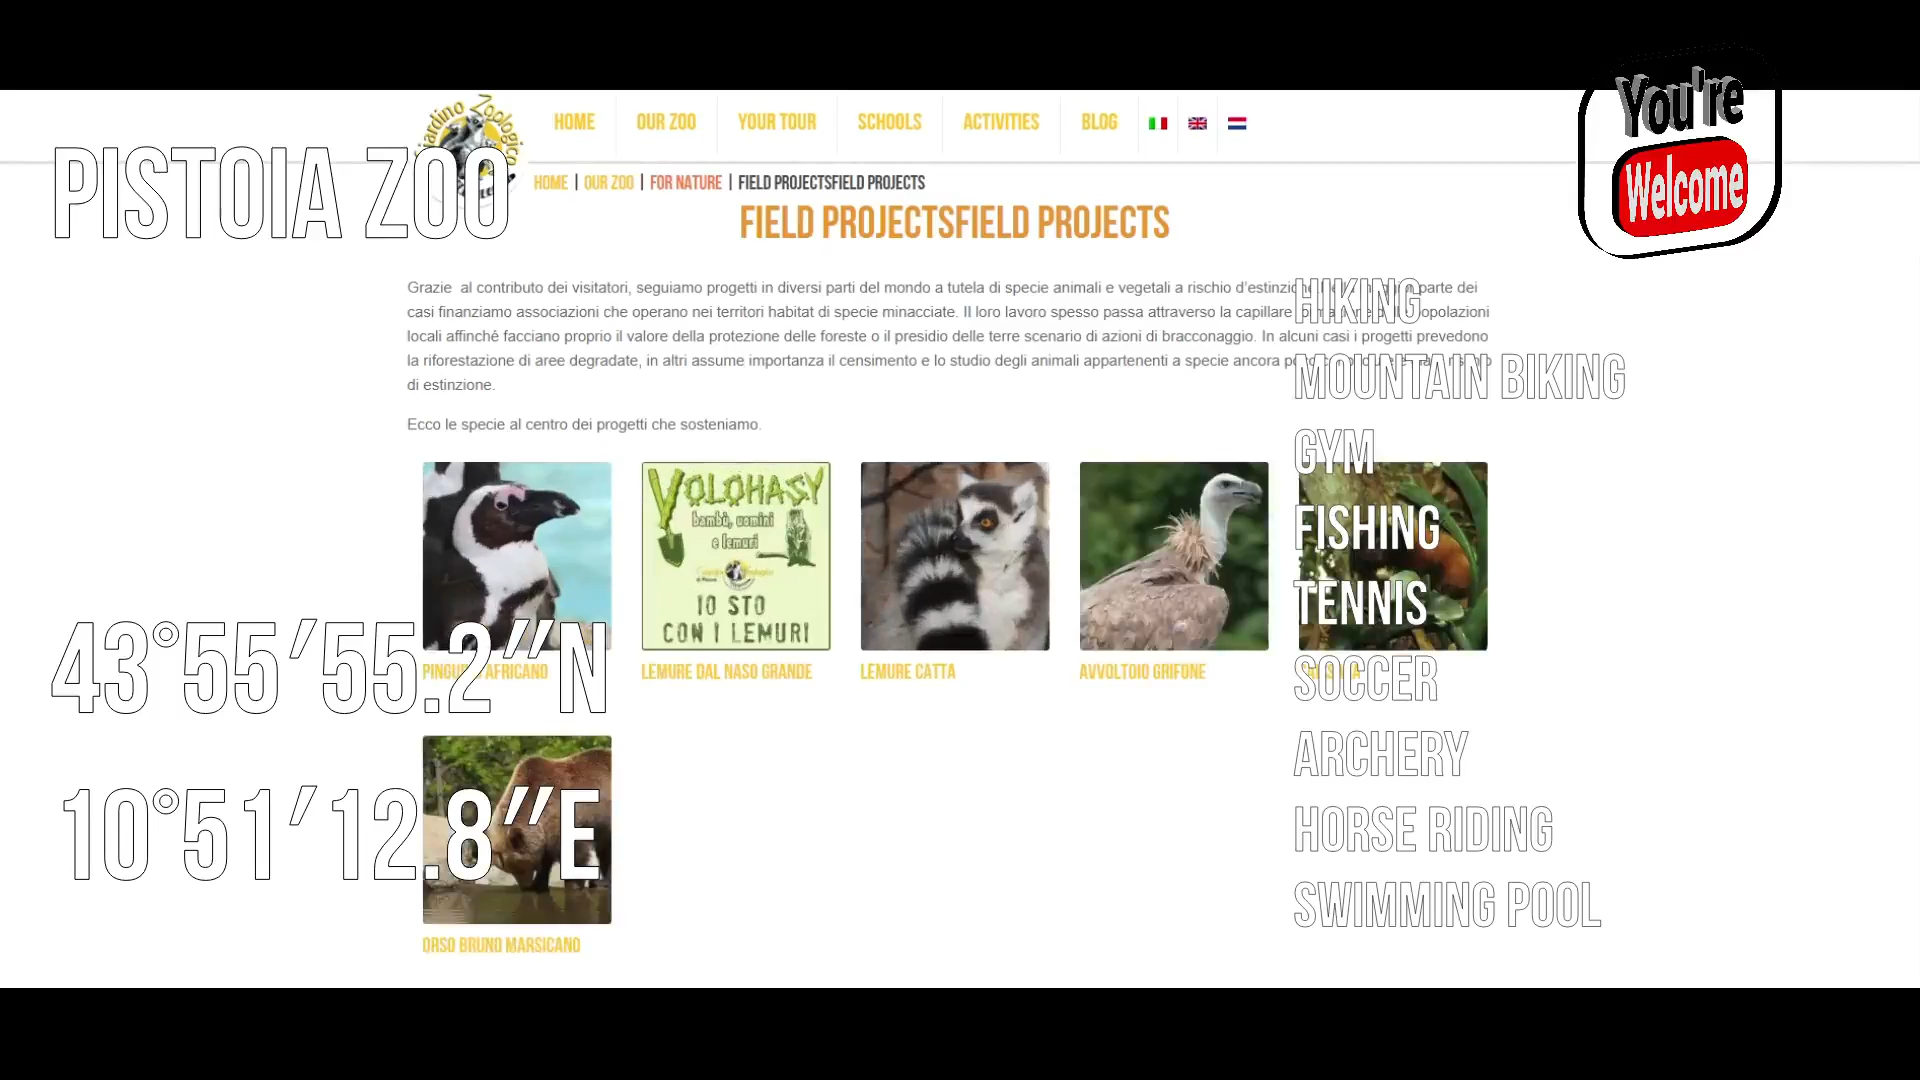 You're
Welcome
Giardino Zoologico
HOME
OUR ZOO
YOUR TOUR
SCHOOLS
ACTIVITIES
BLOG
PISTOIA ZOO
HOME | OUR ZOO | FOR NATURE | FIELD PROJECTSFIELD PROJECTS
FIELD PROJECTSFIELD PROJECTS
Grazie al contributo dei visitatori, seguiamo progetti in diversi parti del mondo a tutela di specie animali e vegetali a rischio d'estinzione parte dei
casi finanziamo associazioni che operano nei territori habitat di specie minacciate. Il loro lavoro spesso passa attraverso la capillare popolazioni
locali affinché facciano proprio il valore della protezione delle foreste o il presidio delle terre scenario di azioni di bracconaggio. In alcuni casi i progetti prevedono
la riforestazione di aree degradate, in altri assume importanza il censimento e lo studio degli animali appartenenti a specie ancora
di estinzione.
Ecco le specie al centro dei progetti che sosteniamo.
HIKING
MOUNTAIN BIKING
GYM
FISHING
TENNIS
SOCCER
ARCHERY
HORSE RIDING
SWIMMING POOL
VOLOHASY
bambù, uomini
e lemuri
IO STO
CON I LEMURI
AFRICANO
LEMURE DAL NASO GRANDE
LEMURE CATTA
AVVOLTOIO GRIFONE
43°55′55.2″N
10°51′12.8″E
ORSO BRUNO MARSICANO